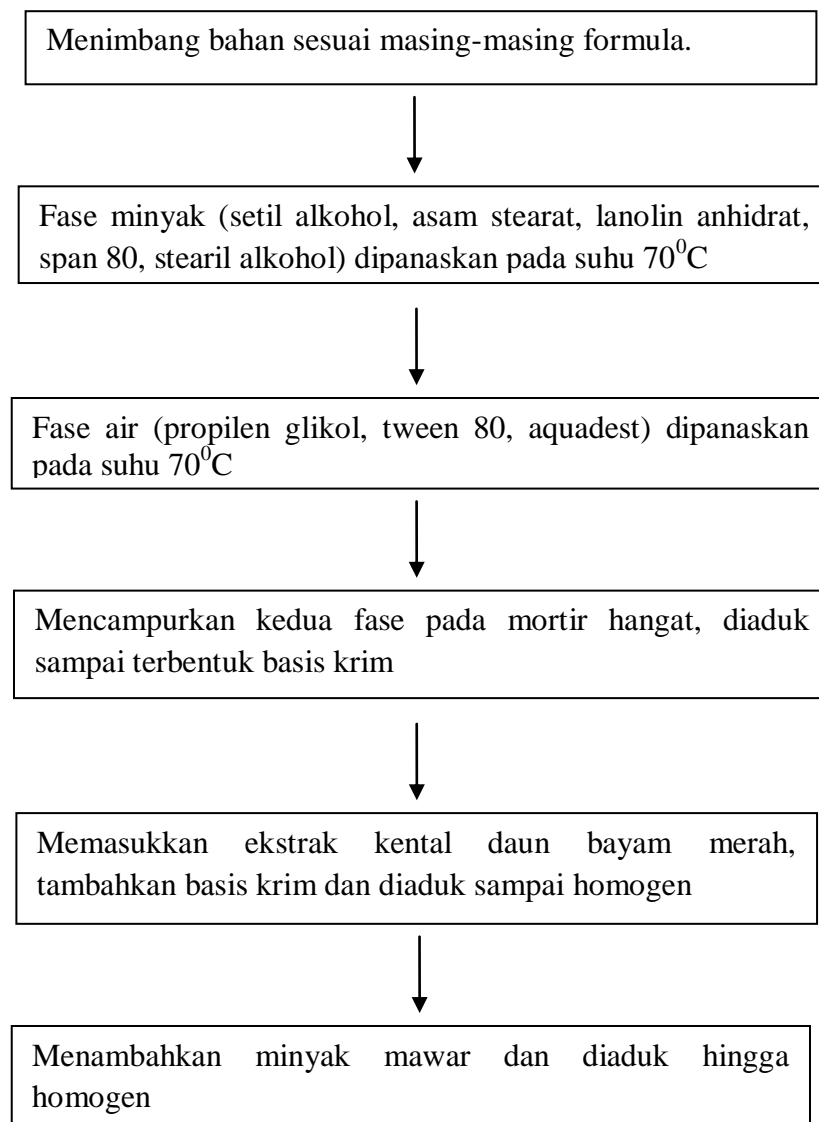 Menimbang bahan sesuai masing-masing formula.
Fase minyak (setil alkohol, asam stearat, lanolin anhidrat,
span 80, stearil alkohol) dipanaskan pada suhu 70⁰C
Fase air (propilen glikol, tween 80, aquadest) dipanaskan
pada suhu 70⁰C
Mencampurkan kedua fase pada mortir hangat, diaduk
sampai terbentuk basis krim
Memasukkan ekstrak kental daun bayam merah,
tambahkan basis krim dan diaduk sampai homogen
Menambahkan minyak mawar dan diaduk hingga
homogen